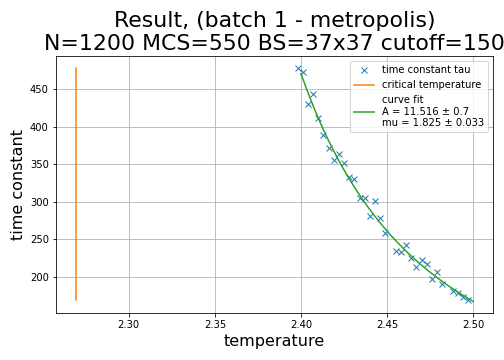 Result, (batch 1 - metropolis)
N=1200 MCS=550 BS=37x37 cutoff=150
time constant tau
critical temperature
curve fit
A = 11.516 ± 0.7
mu = 1.825 ± 0.033
time constant
450
400
350
300
250
200
2.30
2.35
2.40
2.45
2.50
temperature